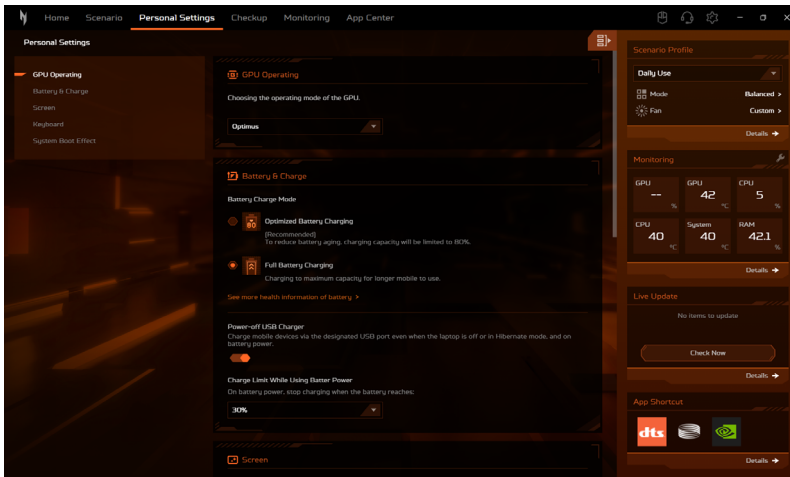 Home Scenario Personal Settings Checkup Monitoring App Center
Personal Settings
GPU Operating
Battery & Charge
Screen
Keyboard
System Boot Effect
GPU Operating
Choosing the operating mode of the GPU.
Optimus
Battery & Charge
Battery Charge Mode
80
Optimized Battery Charging
[Recommended]
To reduce battery aging, charging capacity will be limited to 80%.
Full Battery Charging
Charging to maximum capacity for longer mobile to use.
See more health information of battery >
Power-off USB Charger
Charge mobile devices via the designated USB port even when the laptop is off or in Hibernate mode, and on
battery power.
Charge Limit While Using Batter Power
On battery power, stop charging when the battery reaches:
30%
Screen
Scenario Profile
Daily Use
Mode Balanced >
Fan Custom >
Details →
Monitoring
GPU GPU CPU
-- 42 5
% °C %
CPU System RAM
40 40 42.1
°C °C %
Details →
Live Update
No items to update
Check Now
Details →
App Shortcut
dts
Details →